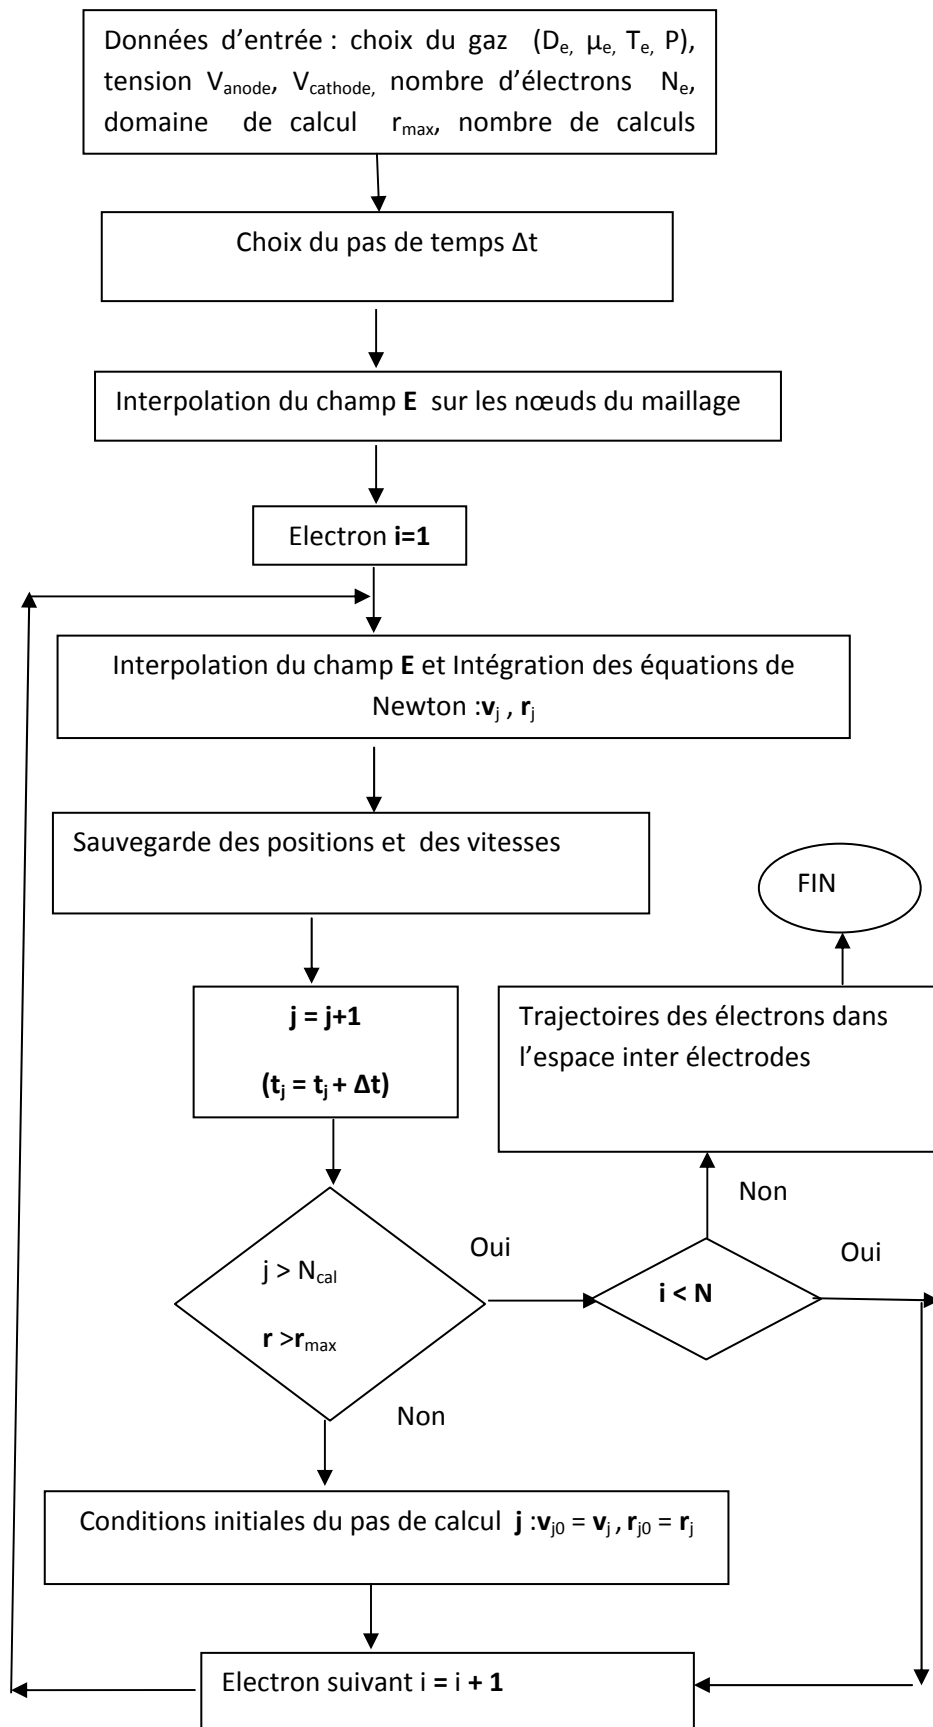 Données d'entrée : choix du gaz (De, μe, Te, P),
tension Vanode, Vcathode, nombre d'électrons Ne,
domaine de calcul rmax, nombre de calculs
Choix du pas de temps Δt
Interpolation du champ E sur les nœuds du maillage
Electron i=1
Interpolation du champ E et Intégration des équations de
Newton :vj , rj
Sauvegarde des positions et des vitesses
FIN
j = j+1
(tj = tj + Δt)
Trajectoires des électrons dans
l'espace inter électrodes
Non
Oui
Oui
j > Ncal
r >rmax
i < N
Non
Conditions initiales du pas de calcul j :vj0 = vj , rj0 = rj
Electron suivant i = i + 1